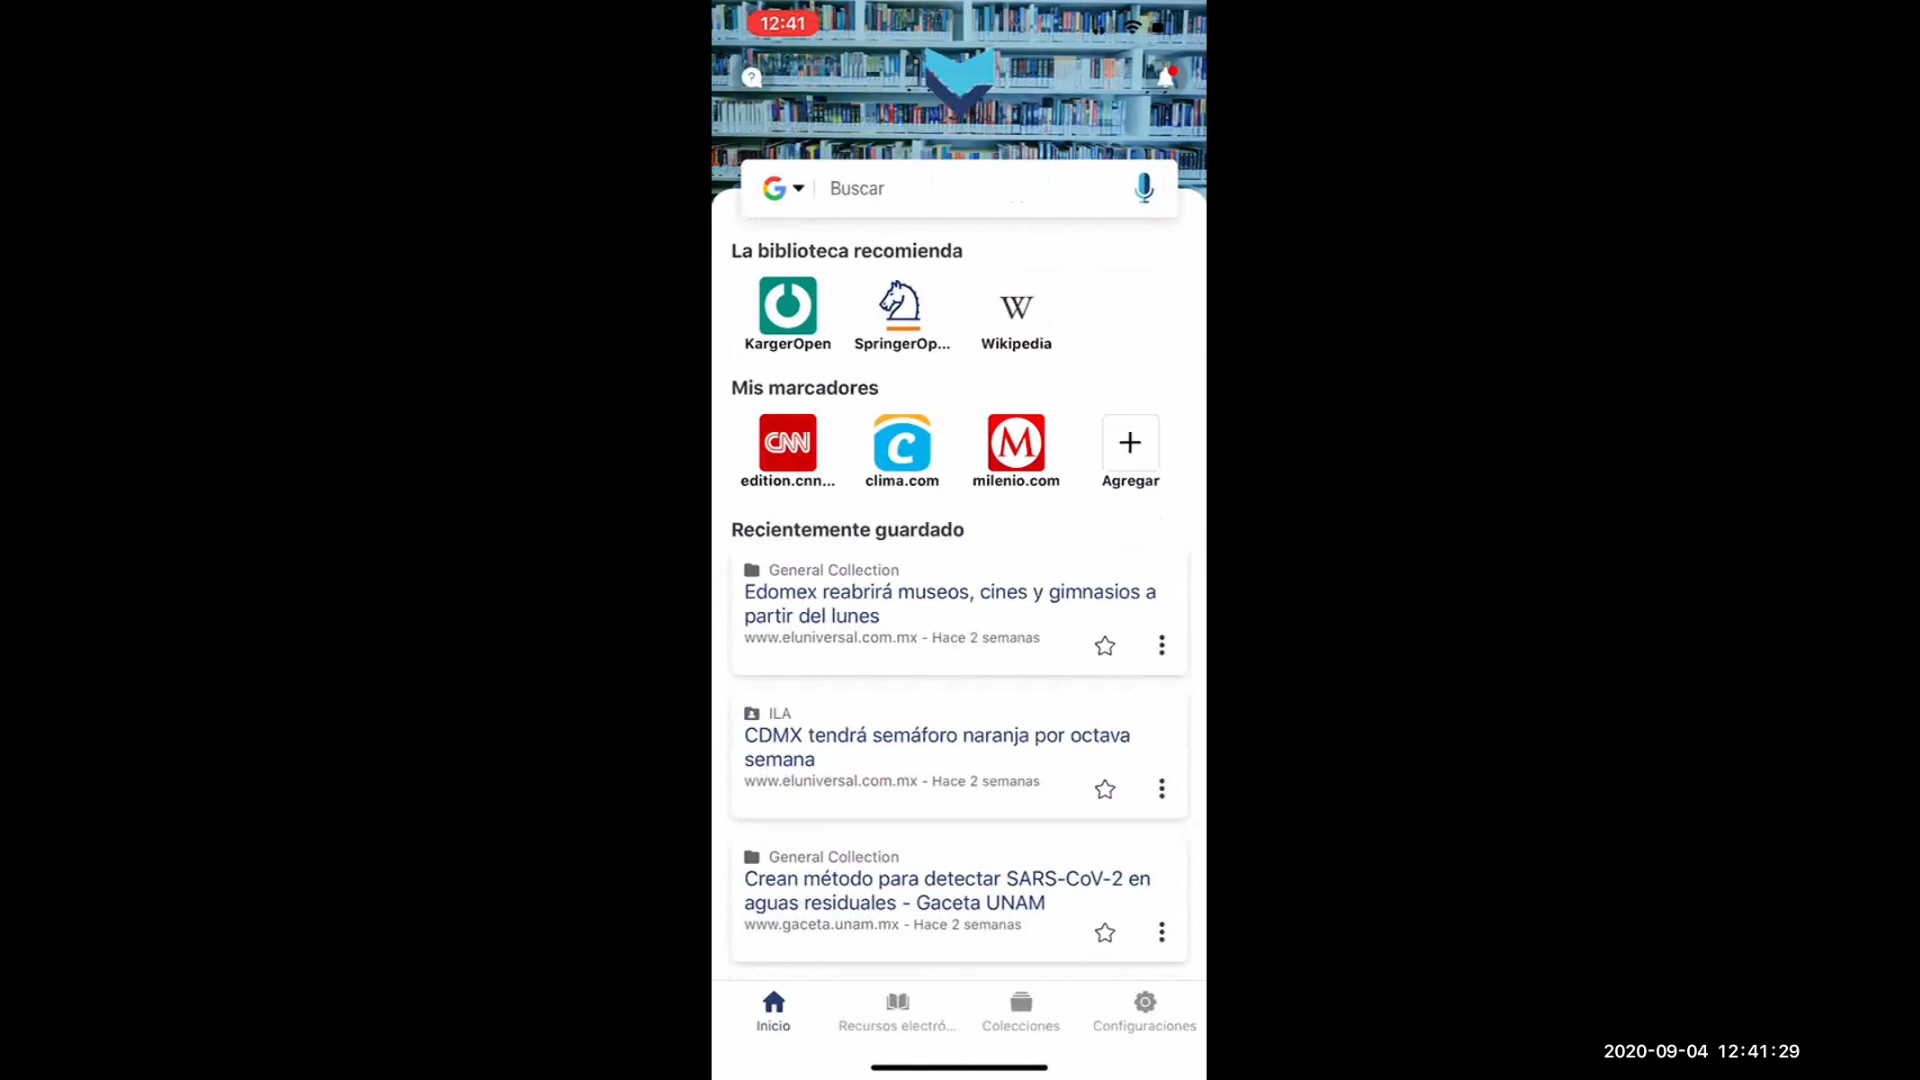 12:41
?
Buscar
La biblioteca recomienda
W
KargerOpen
SpringerOp...
Wikipedia
Mis marcadores
CNN
C
M
+
edition.cnn...
clima.com
milenio.com
Agregar
Recientemente guardado
General Collection
Edomex reabrirá museos, cines y gimnasios a
partir del lunes
www.eluniversal.com.mx - Hace 2 semanas
ILA
CDMX tendrá semáforo naranja por octava
semana
www.eluniversal.com.mx - Hace 2 semanas
General Collection
Crean método para detectar SARS-CoV-2 en
aguas residuales - Gaceta UNAM
www.gaceta.unam.mx - Hace 2 semanas
Inicio
Recursos electró...
Colecciones
Configuraciones
2020-09-04 12:41:29